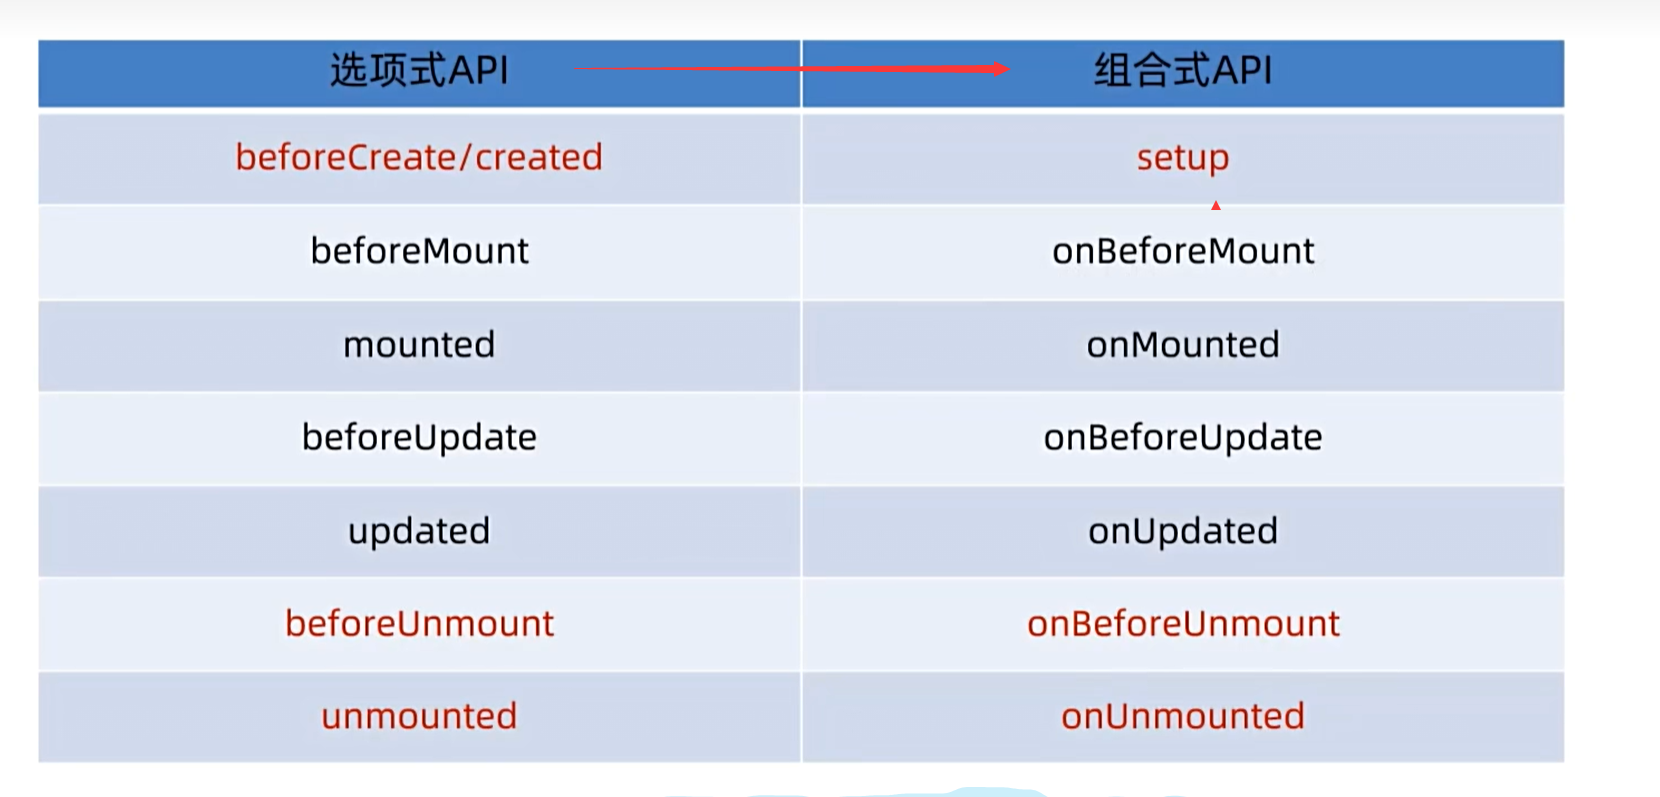 选项式API 组合式API
beforeCreate/created setup
beforeMount onBeforeMount
mounted onMounted
beforeUpdate onBeforeUpdate
updated onUpdated
beforeUnmount onBeforeUnmount
unmounted onUnmounted